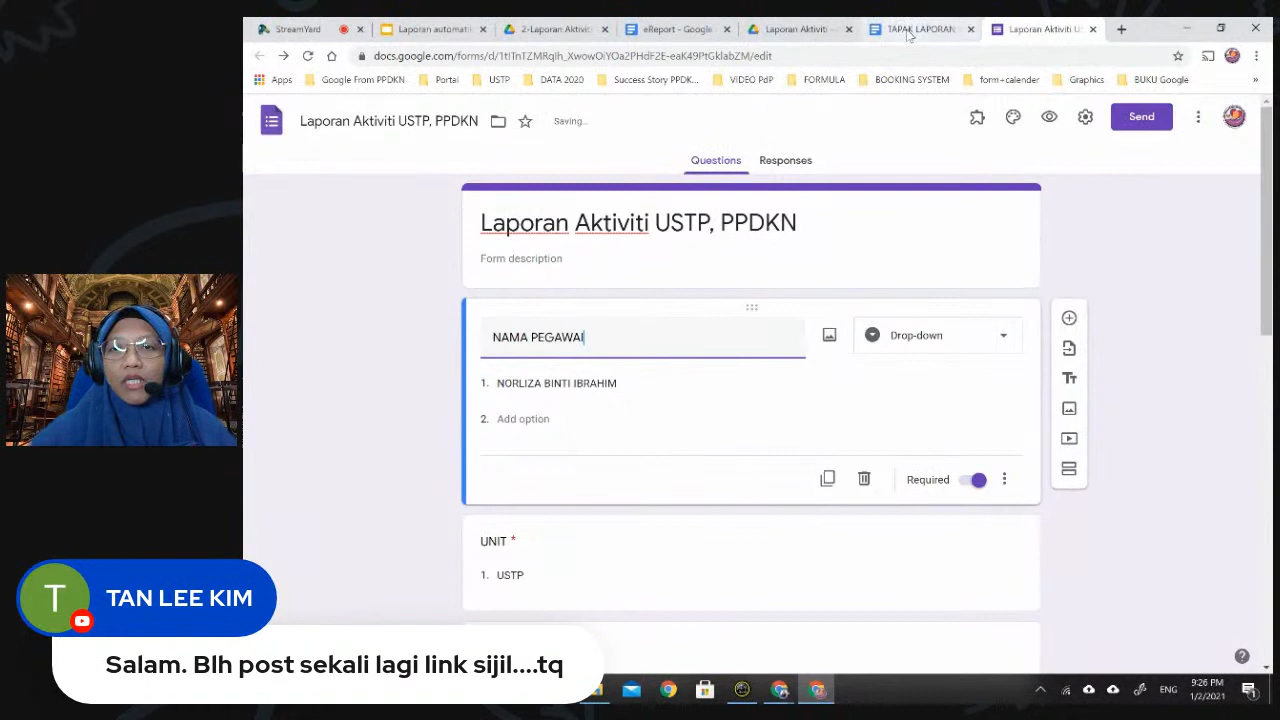 StreamYard
Laporan automati
2-Laporan Aktivit
eReport - Google
Laporan Aktiviti -
TAPAK LAPORAN
Laporan Aktiviti U
docs.google.com/forms/d/
/edit
Apps
Google From PPDKN
Portal
USTP
DATA 2020
Success Story PPDK...
VIDEO PdP
FORMULA
BOOKING SYSTEM
form+calender
Graphics
BUKU Google
»
Laporan Aktiviti USTP, PPDKN
Saving...
Send
Questions
Responses
Laporan Aktiviti USTP, PPDKN
Form description
NAMA PEGAWAI
Drop-down
1. NORLIZA BINTI IBRAHIM
2. Add option
Required
UNIT *
1. USTP
T
TAN LEE KIM
Salam. Blh post sekali lagi link sijil....tq
ENG
9:26 PM
1/2/2021